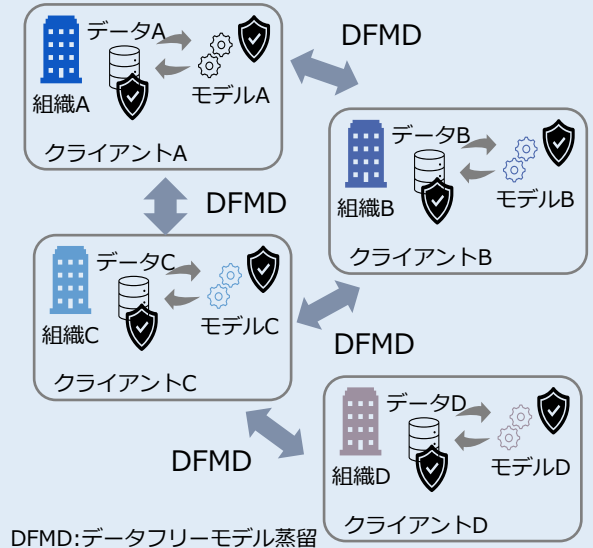 データA
組織A
モデルA
クライアントA
DFMD
データB
組織B
モデルB
クライアントB
DFMD
データC
組織C
モデルC
クライアントC
DFMD
データD
組織D
モデルD
クライアントD
DFMD
DFMD:データフリーモデル蒸留